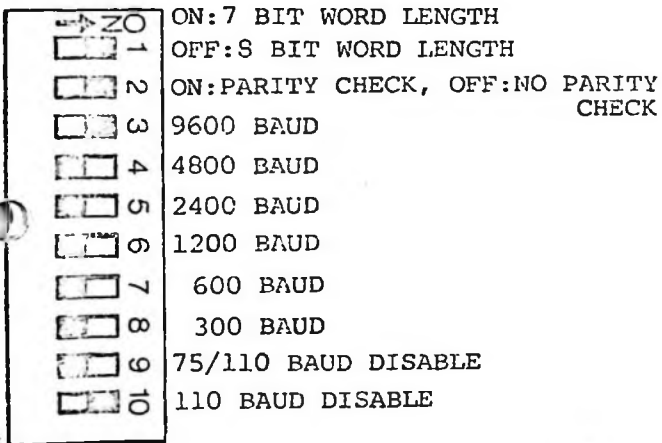 ON
ON:7 BIT WORD LENGTH
1 OFF:S BIT WORD LENGTH
2 ON:PARITY CHECK, OFF:NO PARITY
CHECK
3 9600 BAUD
4 4800 BAUD
5 2400 BAUD
6 1200 BAUD
7 600 BAUD
8 300 BAUD
9 75/110 BAUD DISABLE
10 110 BAUD DISABLE